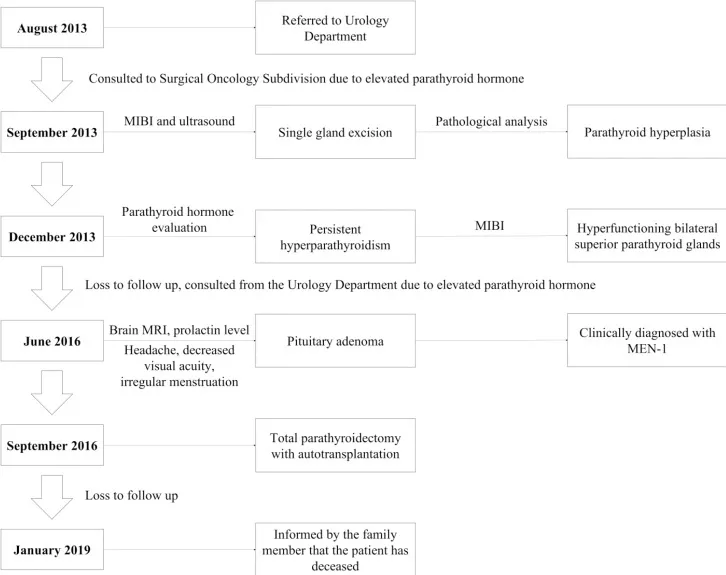 August 2013
Referred to Urology
Department
Consulted to Surgical Oncology Subdivision due to elevated parathyroid hormone
September 2013
MIBI and ultrasound
Single gland excision
Pathological analysis
Parathyroid hyperplasia
December 2013
Parathyroid hormone
evaluation
Persistent
hyperparathyroidism
MIBI
Hyperfunctioning bilateral
superior parathyroid glands
Loss to follow up, consulted from the Urology Department due to elevated parathyroid hormone
June 2016
Brain MRI, prolactin level
Headache, decreased
visual acuity,
irregular menstruation
Pituitary adenoma
Clinically diagnosed with
MEN-1
September 2016
Total parathyroidectomy
with autotransplantation
Loss to follow up
January 2019
Informed by the family
member that the patient has
deceased